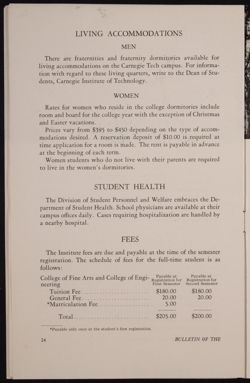 LIVING ACCOMMODATIONS
MEN
There are fraternities and fraternity dormitories available for
living accommodations on the Carnegie Tech campus. For informa-
tion with regard to these living quarters, write to the Dean of Stu-
dents, Carnegie Institute of Technology.
WOMEN
Rates for women who reside in the college dormitories include
room and board for the college year with the exception of Christmas
and Easter vacations.
Prices vary from $385 to $450 depending on the type of accom-
modations desired. A reservation deposit of $10.00 is required at
time application for a room is made. The rent is payable in advance
at the beginning of each term.
Women students who do not live with their parents are required
to live in the women's dormitories.
STUDENT HEALTH
The Division of Student Personnel and Welfare embraces the De-
partment of Student Health. School physicians are available at their
campus offices daily. Cases requiring hospitalization are handled by
a nearby hospital.
FEES
The Institute fees are due and payable at the time of the semester
registration. The schedule of fees for the full-time student is as
follows:
College of Fine Arts and College of Engi-
neering
Payable at Registration for First Semester
Payable at Registration for Second Semester
Tuition Fee $180.00 $180.00
General Fee 20.00 20.00
*Matriculation Fee 5.00
Total $205.00 $200.00
*Payable only once at the student's first registration.
24 BULLETIN OF THE